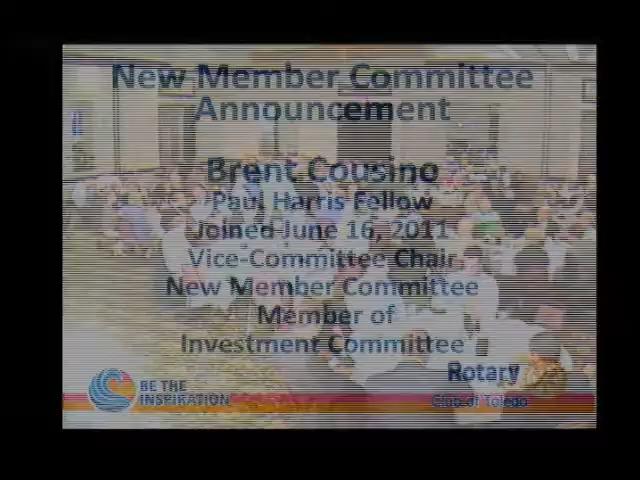 New Member Committee
Announcement
Brent Cousino
Paul Harris Fellow
Joined June 16, 2011
Vice-Committee Chair
New Member Committee
Member of
Investment Committee
Rotary
Club of Toledo
BE THE
INSPIRATION